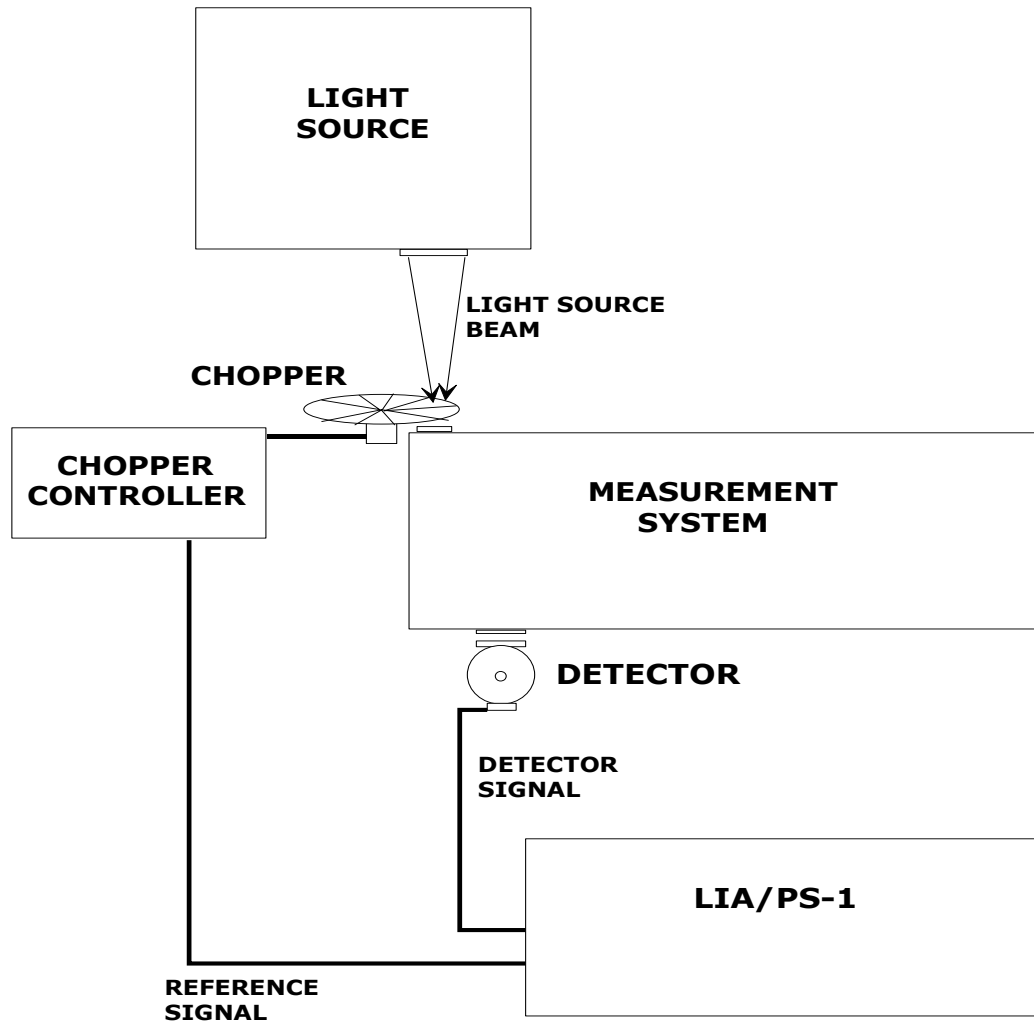 LIGHT
SOURCE
LIGHT SOURCE
BEAM
CHOPPER
CHOPPER
CONTROLLER
MEASUREMENT
SYSTEM
DETECTOR
DETECTOR
SIGNAL
LIA/PS-1
REFERENCE
SIGNAL